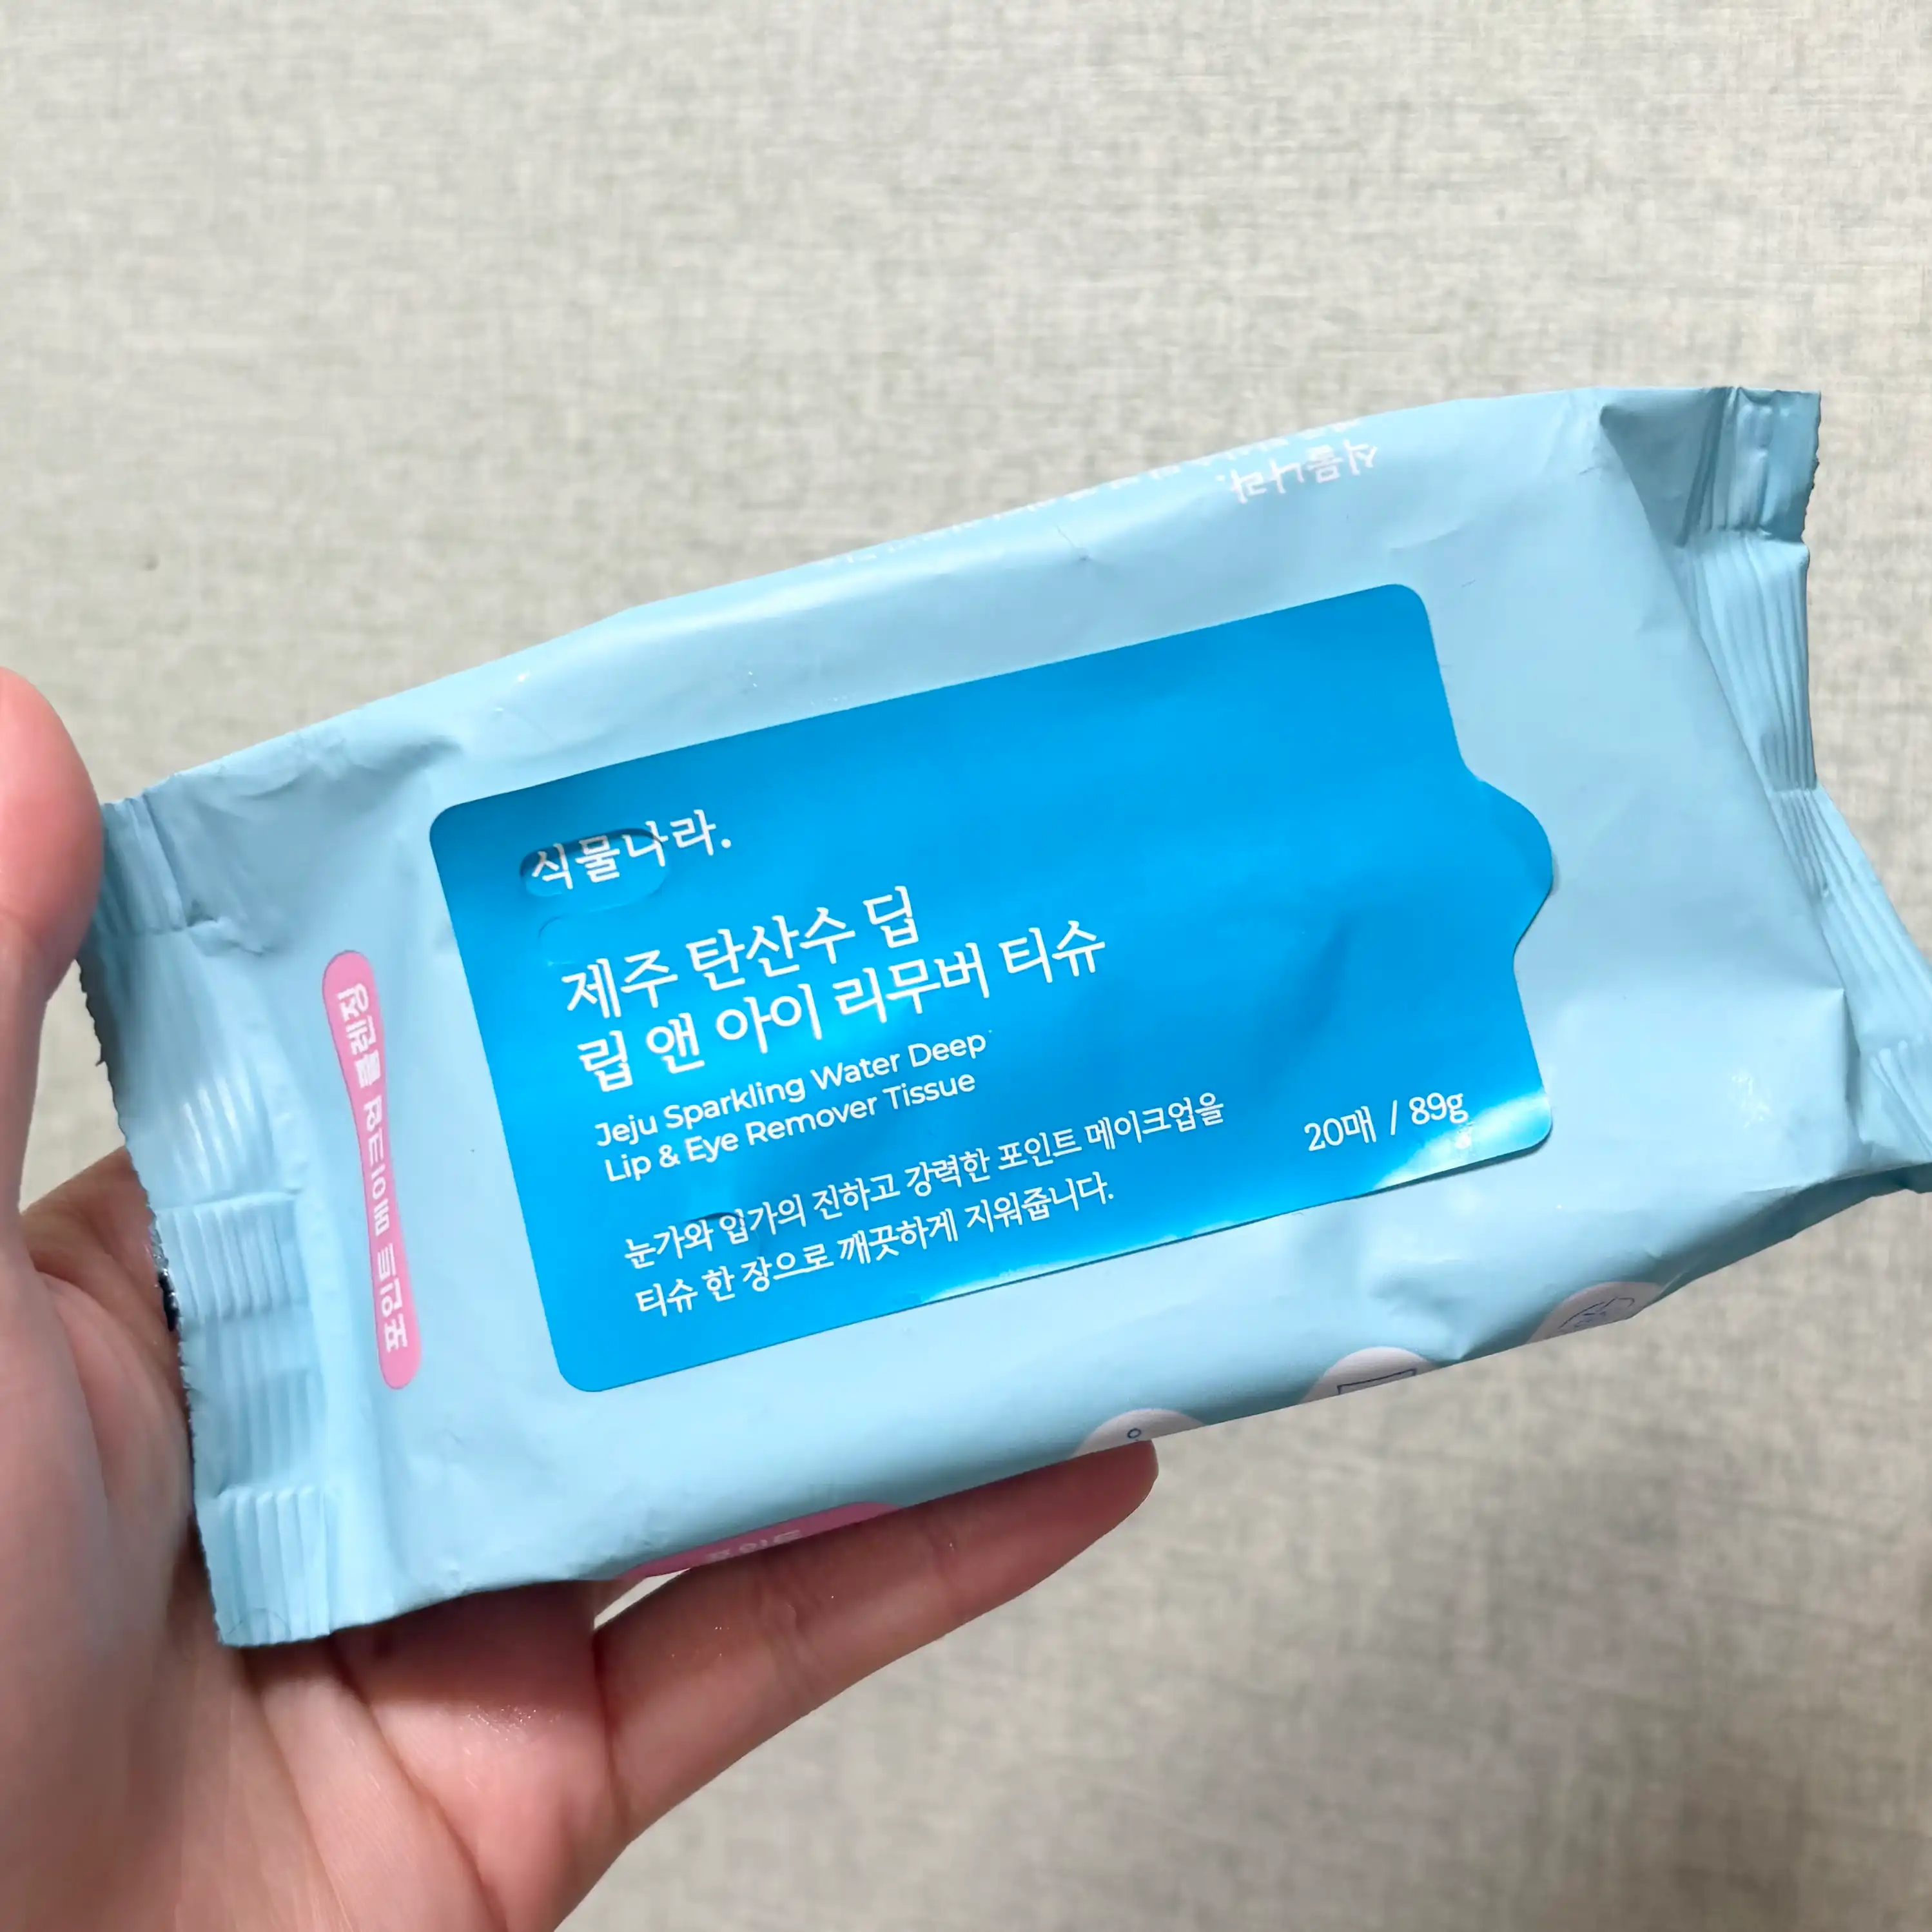 식물나라.
식물나라.
제주 탄산수 딥
립 앤 아이 리무버 티슈
Jeju Sparkling Water Deep
Lip & Eye Remover Tissue
눈가와 입가의 진하고 강력한 포인트 메이크업을
티슈 한 장으로 깨끗하게 지워줍니다.
20매 / 89g
포인트 메이크업 클렌징
포인트